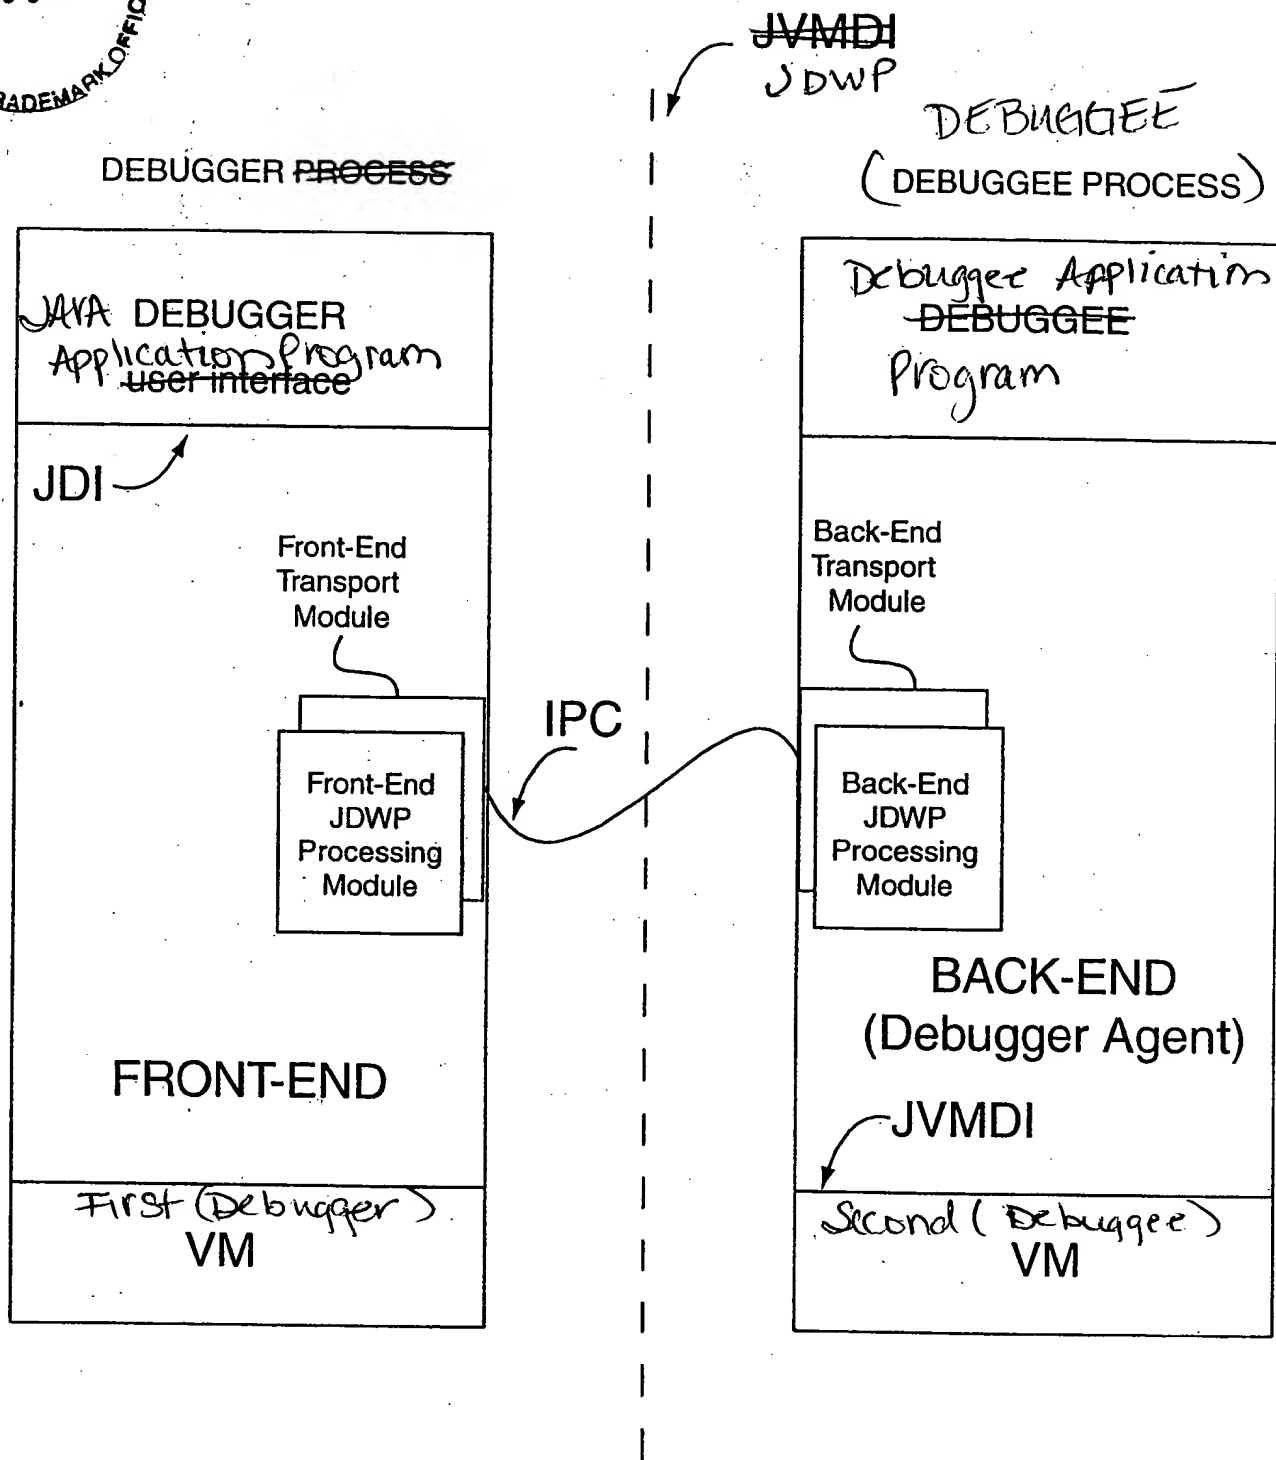 TRADEMARK OFFIC
JVMDI
JDWP
DEBUGGEE
DEBUGGER PROCESS
(DEBUGGEE PROCESS)
JAVA DEBUGGER
Application Program
user interface
Debuggee Application
DEBUGGEE
Program
JDI
Front-End
Transport
Module
Back-End
Transport
Module
IPC
Front-End
JDWP
Processing
Module
Back-End
JDWP
Processing
Module
BACK-END
(Debugger Agent)
FRONT-END
JVMDI
First (Debugger)
VM
Second (Debuggee)
VM